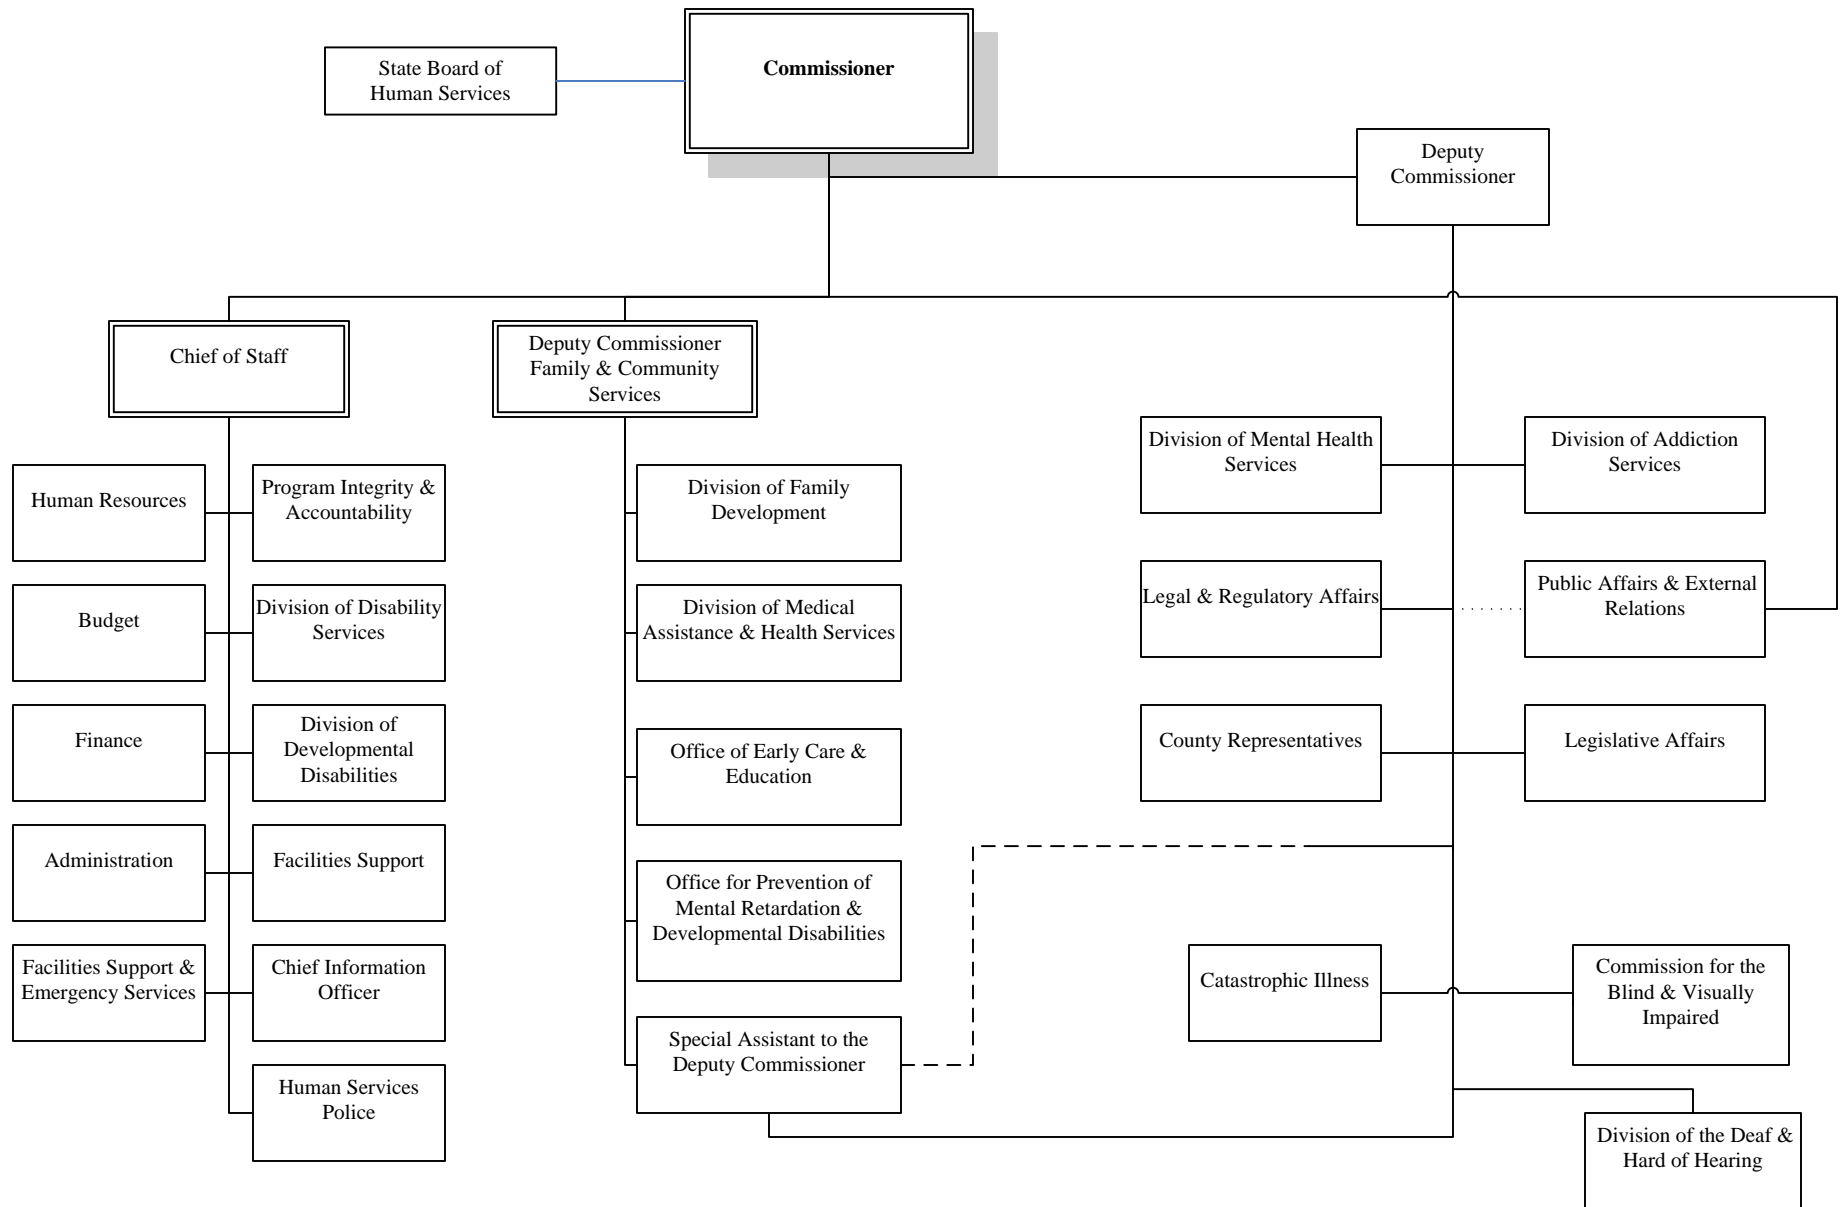 Commissioner
State Board of
Human Services
Deputy
Commissioner
Chief of Staff
Deputy Commissioner
Family & Community
Services
Human Resources
Program Integrity &
Accountability
Budget
Division of Disability
Services
Finance
Division of
Developmental
Disabilities
Administration
Facilities Support
Facilities Support &
Emergency Services
Chief Information
Officer
Human Services
Police
Division of Family
Development
Division of Medical
Assistance & Health Services
Office of Early Care &
Education
Office for Prevention of
Mental Retardation &
Developmental Disabilities
Special Assistant to the
Deputy Commissioner
Division of Mental Health
Services
Division of Addiction
Services
Legal & Regulatory Affairs
Public Affairs & External
Relations
County Representatives
Legislative Affairs
Catastrophic Illness
Commission for the
Blind & Visually
Impaired
Division of the Deaf &
Hard of Hearing